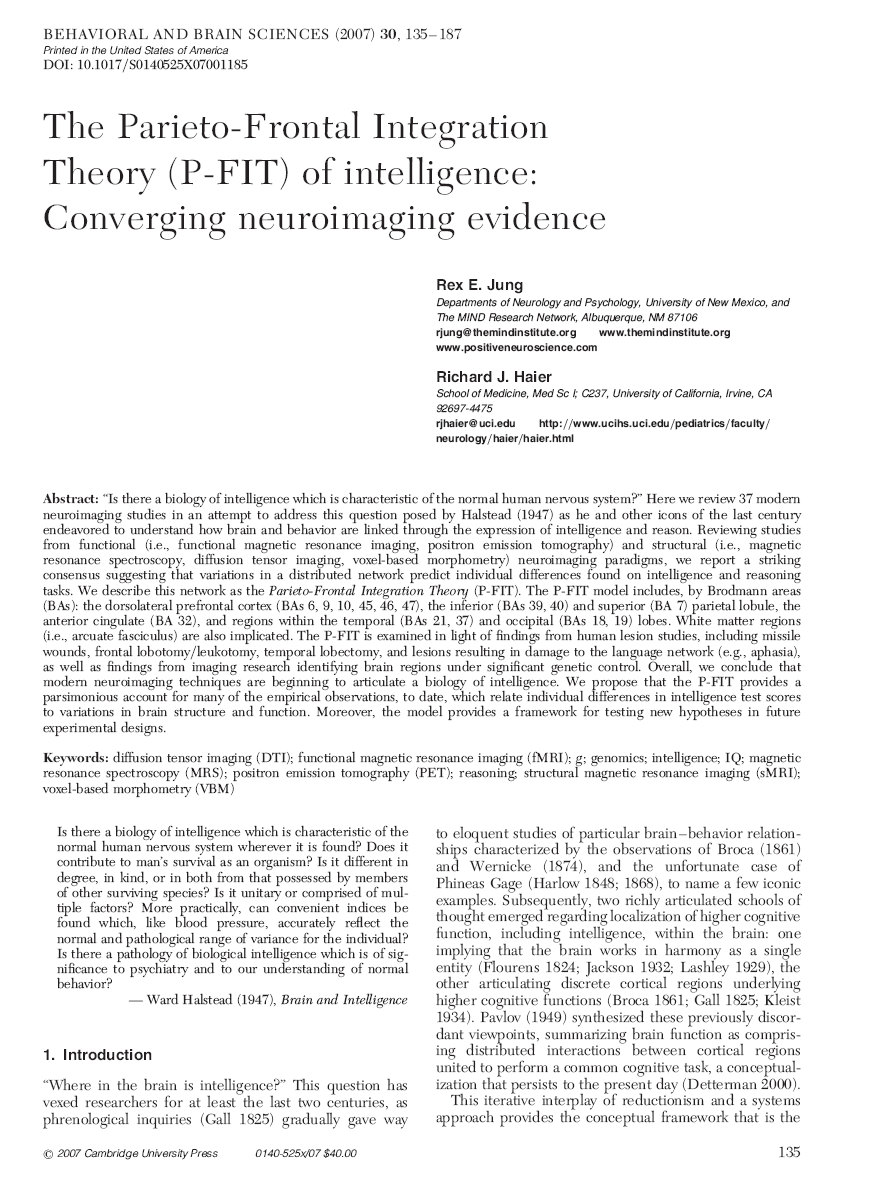 BEHAVIORAL AND BRAIN SCIENCES (2007) 30, 135–187
Printed in the United States of America
DOI: 10.1017/S0140525X07001185
The Parieto-Frontal Integration
Theory (P-FIT) of intelligence:
Converging neuroimaging evidence
Rex E. Jung
Departments of Neurology and Psychology, University of New Mexico, and
The MIND Research Network, Albuquerque, NM 87106
rjung@themindinstitute.org www.themindinstitute.org
www.positiveneuroscience.com
Richard J. Haier
School of Medicine, Med Sc I; C237, University of California, Irvine, CA
92697-4475
rjhaier@uci.edu http://www.ucihs.uci.edu/pediatrics/faculty/
neurology/haier/haier.html
Abstract: “Is there a biology of intelligence which is characteristic of the normal human nervous system?” Here we review 37 modern
neuroimaging studies in an attempt to address this question posed by Halstead (1947) as he and other icons of the last century
endeavored to understand how brain and behavior are linked through the expression of intelligence and reason. Reviewing studies
from functional (i.e., functional magnetic resonance imaging, positron emission tomography) and structural (i.e., magnetic
resonance spectroscopy, diffusion tensor imaging, voxel-based morphometry) neuroimaging paradigms, we report a striking
consensus suggesting that variations in a distributed network predict individual differences found on intelligence and reasoning
tasks. We describe this network as the Parieto-Frontal Integration Theory (P-FIT). The P-FIT model includes, by Brodmann areas
(BAs): the dorsolateral prefrontal cortex (BAs 6, 9, 10, 45, 46, 47), the inferior (BAs 39, 40) and superior (BA 7) parietal lobule, the
anterior cingulate (BA 32), and regions within the temporal (BAs 21, 37) and occipital (BAs 18, 19) lobes. White matter regions
(i.e., arcuate fasciculus) are also implicated. The P-FIT is examined in light of findings from human lesion studies, including missile
wounds, frontal lobotomy/leukotomy, temporal lobectomy, and lesions resulting in damage to the language network (e.g., aphasia),
as well as findings from imaging research identifying brain regions under significant genetic control. Overall, we conclude that
modern neuroimaging techniques are beginning to articulate a biology of intelligence. We propose that the P-FIT provides a
parsimonious account for many of the empirical observations, to date, which relate individual differences in intelligence test scores
to variations in brain structure and function. Moreover, the model provides a framework for testing new hypotheses in future
experimental designs.
Keywords: diffusion tensor imaging (DTI); functional magnetic resonance imaging (fMRI); g; genomics; intelligence; IQ; magnetic
resonance spectroscopy (MRS); positron emission tomography (PET); reasoning; structural magnetic resonance imaging (sMRI);
voxel-based morphometry (VBM)
Is there a biology of intelligence which is characteristic of the
normal human nervous system wherever it is found? Does it
contribute to man’s survival as an organism? Is it different in
degree, in kind, or in both from that possessed by members
of other surviving species? Is it unitary or comprised of mul-
tiple factors? More practically, can convenient indices be
found which, like blood pressure, accurately reflect the
normal and pathological range of variance for the individual?
Is there a pathology of biological intelligence which is of sig-
nificance to psychiatry and to our understanding of normal
behavior?
— Ward Halstead (1947), Brain and Intelligence
1. Introduction
“Where in the brain is intelligence?” This question has
vexed researchers for at least the last two centuries, as
phrenological inquiries (Gall 1825) gradually gave way
to eloquent studies of particular brain–behavior relation-
ships characterized by the observations of Broca (1861)
and Wernicke (1874), and the unfortunate case of
Phineas Gage (Harlow 1848; 1868), to name a few iconic
examples. Subsequently, two richly articulated schools of
thought emerged regarding localization of higher cognitive
function, including intelligence, within the brain: one
implying that the brain works in harmony as a single
entity (Flourens 1824; Jackson 1932; Lashley 1929), the
other articulating discrete cortical regions underlying
higher cognitive functions (Broca 1861; Gall 1825; Kleist
1934). Pavlov (1949) synthesized these previously discor-
dant viewpoints, summarizing brain function as compris-
ing distributed interactions between cortical regions
united to perform a common cognitive task, a conceptual-
ization that persists to the present day (Detterman 2000).
This iterative interplay of reductionism and a systems
approach provides the conceptual framework that is the
© 2007 Cambridge University Press 0140-525x/07 $40.00
135